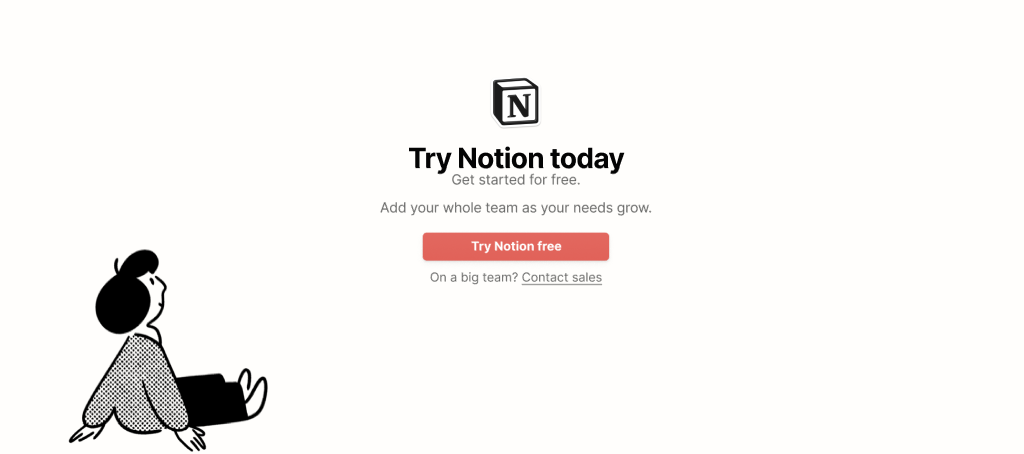 N
Try Notion today
Get started for free.
Add your whole team as your needs grow.
Try Notion free
On a big team? Contact sales